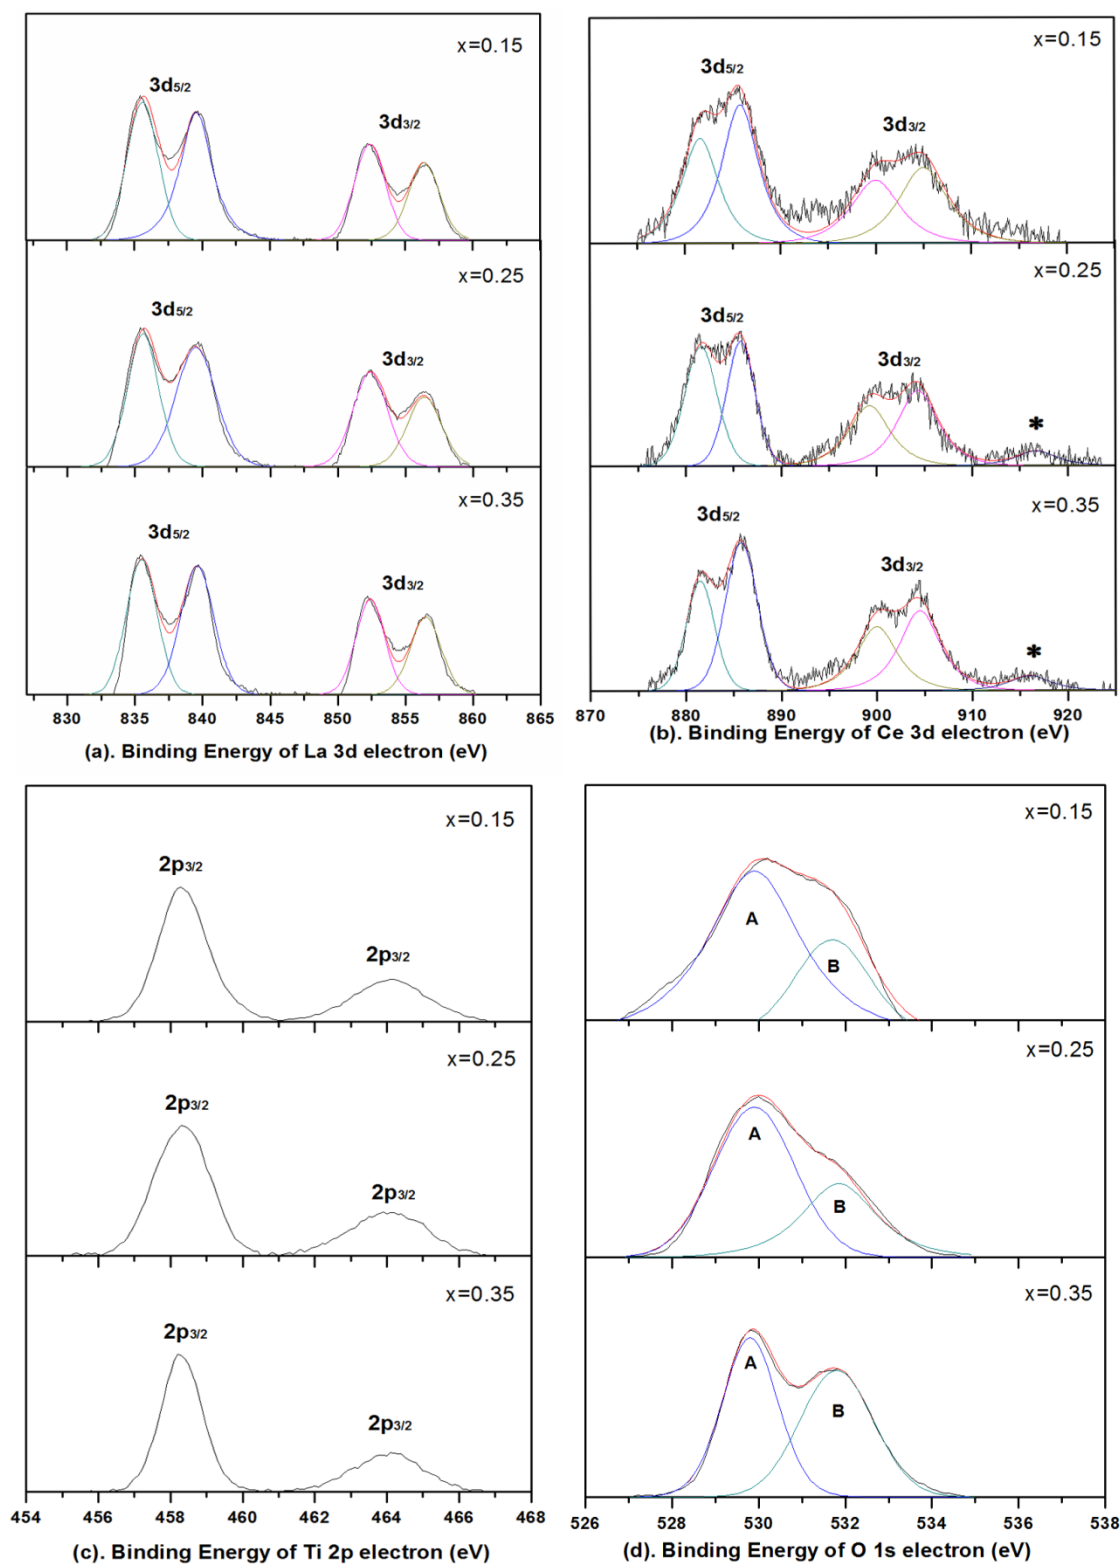 x=0.15
3d5/2
3d3/2
x=0.25
3d5/2
3d3/2
x=0.35
3d5/2
3d3/2
830 835 840 845 850 855 860 865
(a). Binding Energy of La 3d electron (eV)
x=0.15
3d5/2
3d3/2
x=0.25
3d5/2
3d3/2
*
x=0.35
3d5/2
3d3/2
*
870 880 890 900 910 920
(b). Binding Energy of Ce 3d electron (eV)
x=0.15
2p3/2
2p3/2
x=0.25
2p3/2
2p3/2
x=0.35
2p3/2
2p3/2
454 456 458 460 462 464 466 468
(c). Binding Energy of Ti 2p electron (eV)
x=0.15
A
B
x=0.25
A
B
x=0.35
A
B
526 528 530 532 534 536 538
(d). Binding Energy of O 1s electron (eV)